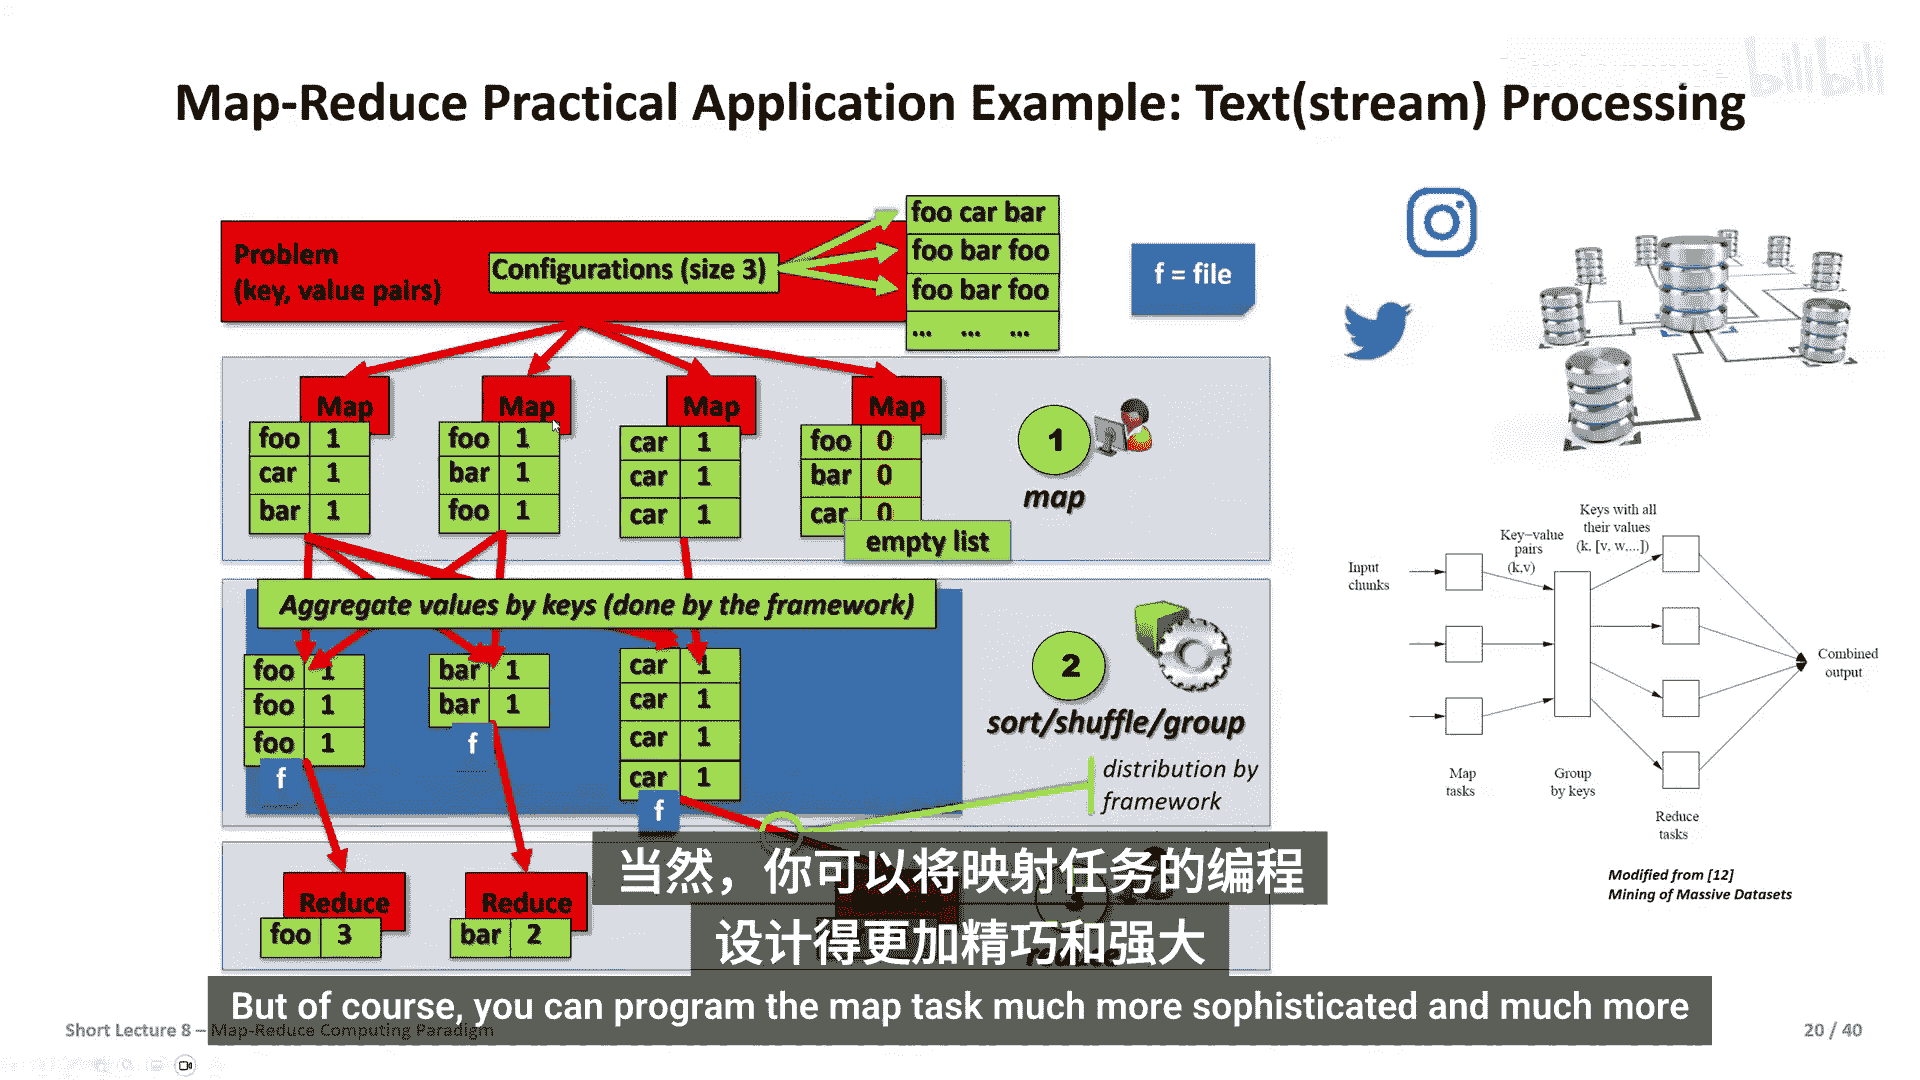 bilibili
Map-Reduce Practical Application Example: Text(stream) Processing
Problem
(key, value pairs)
Configurations (size 3)
foo car bar
foo bar foo
foo bar foo
... ... ...
f = file
Map
foo 1
car 1
bar 1
Map
foo 1
bar 1
foo 1
Map
car 1
car 1
car 1
Map
foo 0
bar 0
car 0
empty list
1
map
Aggregate values by keys (done by the framework)
foo 1
foo 1
foo 1
f
bar 1
bar 1
f
car 1
car 1
car 1
car 1
f
2
sort/shuffle/group
distribution by
framework
Reduce
foo 3
Reduce
bar 2
3
Input
chunks
Key-value
pairs
(k,v)
Keys with all
their values
(k, [v, w,...])
Combined
output
Map
tasks
Group
by keys
Reduce
tasks
Modified from [12]
Mining of Massive Datasets
当然，你可以将映射任务的编程
设计得更加精巧和强大
But of course, you can program the map task much more sophisticated and much more
Short Lecture 8 – Map-Reduce Computing Paradigm
20 / 40